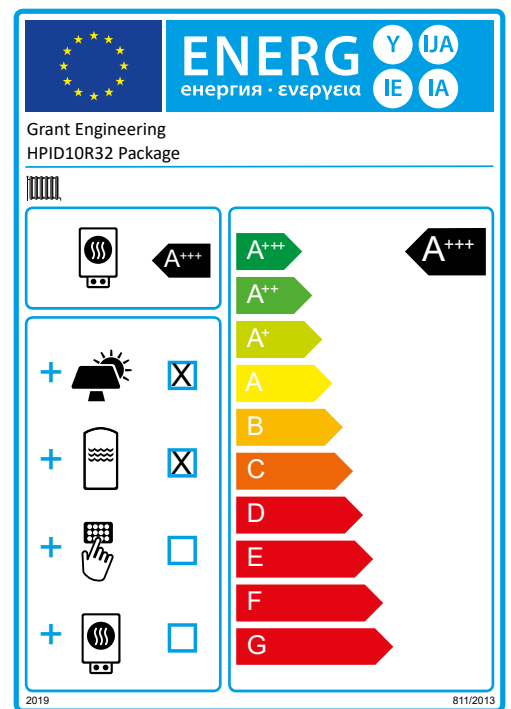 ENERG Y IJA
енергия · ενεργεια IE IA
Grant Engineering
HPID10R32 Package
A+++
A+++ A+++
A++
A+
A
B
C
D
E
F
G
+ X
+ X
+
+
2019 811/2013